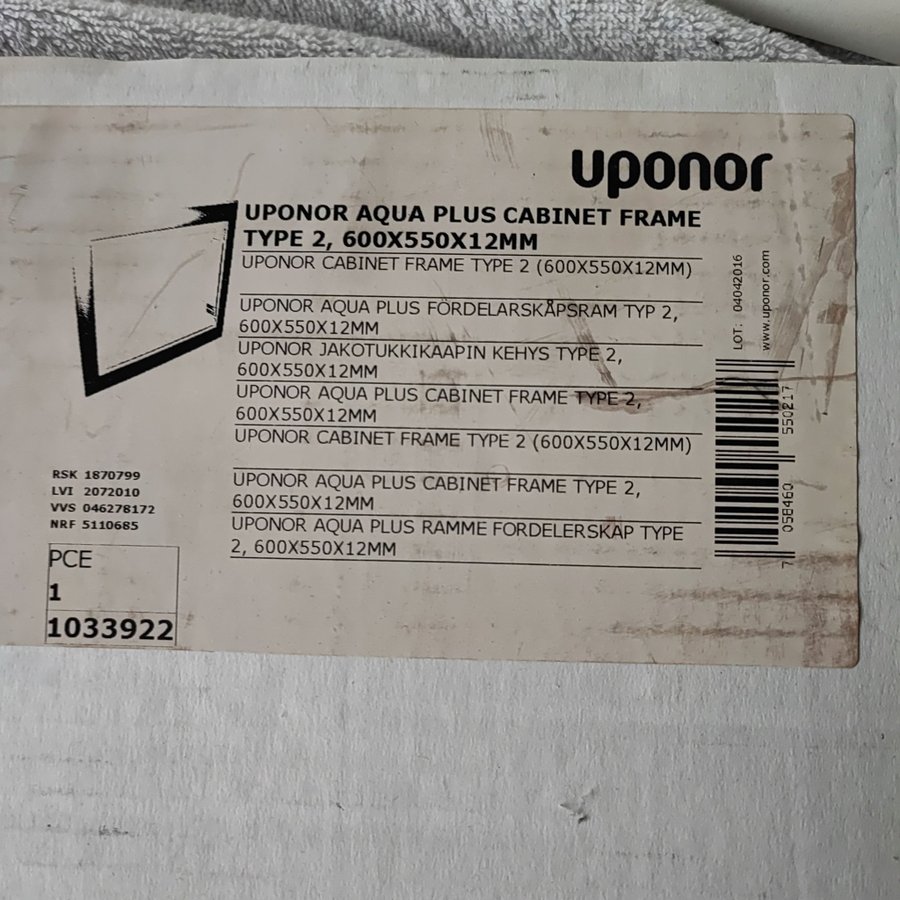 uponor
UPONOR AQUA PLUS CABINET FRAME
TYPE 2, 600X550X12MM
UPONOR CABINET FRAME TYPE 2 (600X550X12MM)
UPONOR AQUA PLUS FÖRDELARSKÅPSRAM TYP 2,
600X550X12MM
UPONOR JAKOTUKKIKAAPIN KEHYS TYPE 2,
600X550X12MM
UPONOR AQUA PLUS CABINET FRAME TYPE 2,
600X550X12MM
UPONOR CABINET FRAME TYPE 2 (600X550X12MM)
UPONOR AQUA PLUS CABINET FRAME TYPE 2,
600X550X12MM
UPONOR AQUA PLUS RAMME FORDELERSKAP TYPE
2, 600X550X12MM
RSK 1870799
LVI 2072010
VVS 046278172
NRF 5110685
PCE
1
1033922
LOT: 04042016
www.uponor.com
7 058460 550217